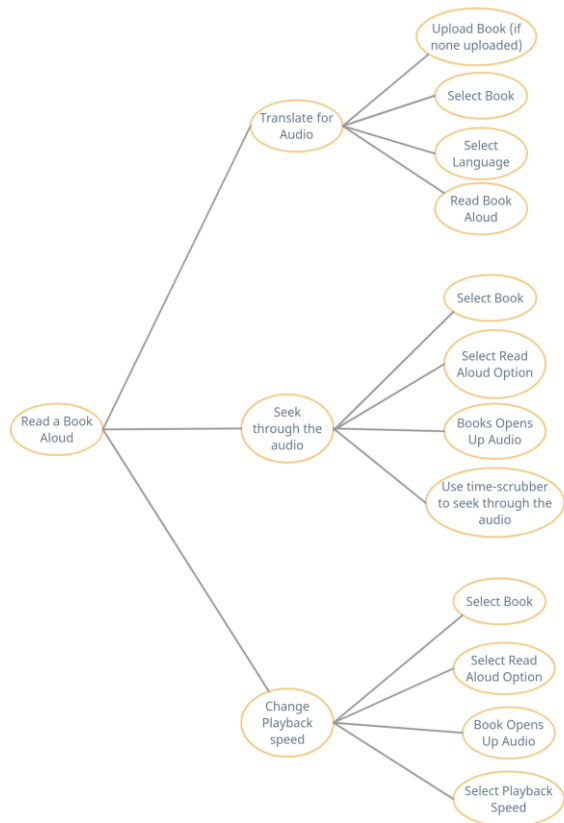 Upload Book (if
none uploaded)
Select Book
Translate for
Audio
Select
Language
Read Book
Aloud
Select Book
Select Read
Aloud Option
Read a Book
Aloud
Seek
through the
audio
Books Opens
Up Audio
Use time-scrubber
to seek through the
audio
Select Book
Select Read
Aloud Option
Change
Playback
speed
Book Opens
Up Audio
Select Playback
Speed